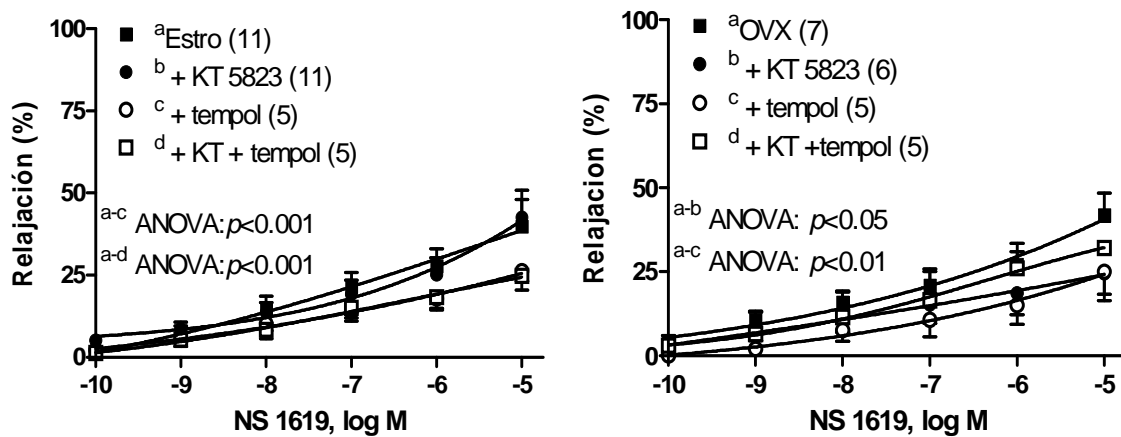 100
75
50
25
0
Relajación (%)
aEstro (11)
b + KT 5823 (11)
c + tempol (5)
d + KT + tempol (5)
a-c ANOVA: p<0.001
a-d ANOVA: p<0.001
-10 -9 -8 -7 -6 -5
NS 1619, log M
100
75
50
25
0
Relajacion (%)
aOVX (7)
b + KT 5823 (6)
c + tempol (5)
d + KT +tempol (5)
a-b ANOVA: p<0.05
a-c ANOVA: p<0.01
-10 -9 -8 -7 -6 -5
NS 1619, log M